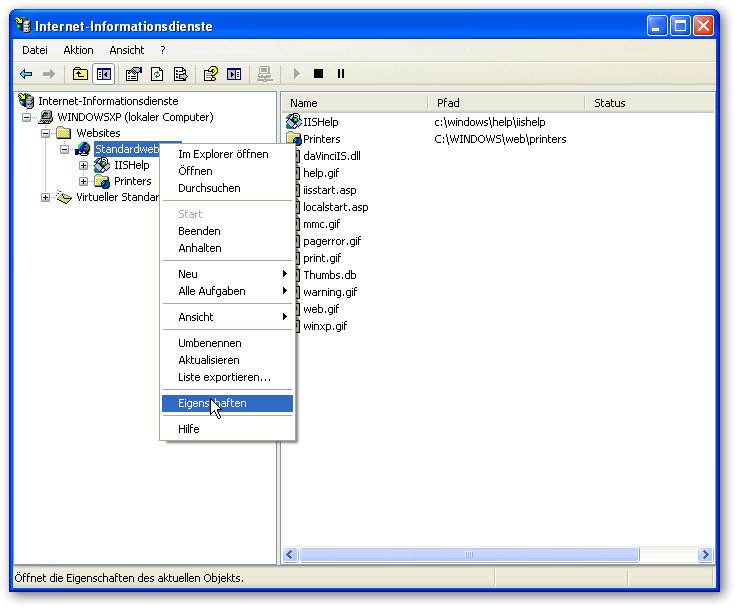 Internet-Informationsdienste
Datei Aktion Ansicht ?
Internet-Informationsdienste
WINDOWSXP (lokaler Computer)
Websites
Standardweb
IISHelp
Printers
Virtueller Standar
Im Explorer öffnen
Öffnen
Durchsuchen
Start
Beenden
Anhalten
Neu
Alle Aufgaben
Ansicht
Umbenennen
Aktualisieren
Liste exportieren...
Eigenschaften
Hilfe
Name Pfad Status
IISHelp c:\windows\help\iishelp
Printers C:\WINDOWS\web\printers
daVinciIS.dll
help.gif
iisstart.asp
localstart.asp
mmc.gif
pagerror.gif
print.gif
Thumbs.db
warning.gif
web.gif
winxp.gif
Öffnet die Eigenschaften des aktuellen Objekts.